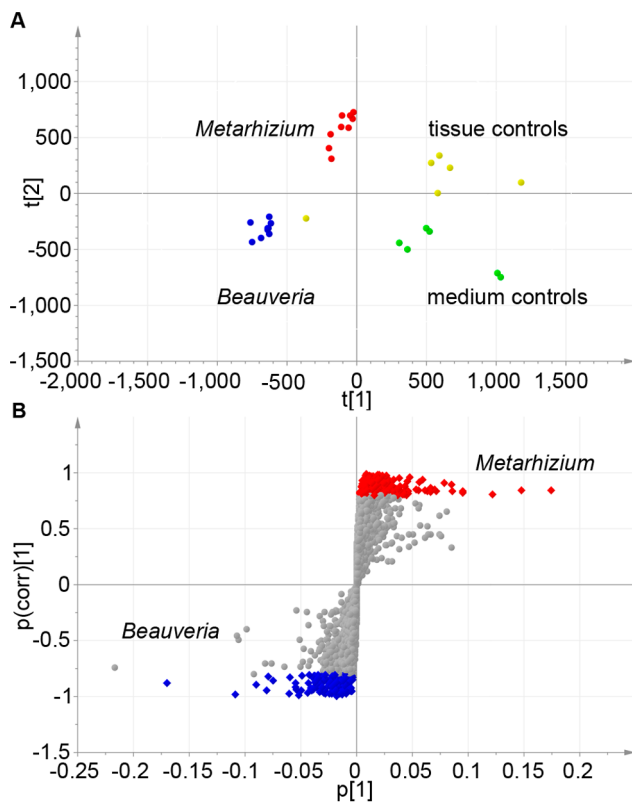 A
1,000
500
0
-500
-1,000
-1,500
t[2]
Metarhizium
tissue controls
Beauveria
medium controls
-2,000 -1,500 -1,000 -500 0 500 1,000 1,500
t[1]
B
1
0.5
0
-0.5
-1
-1.5
p(corr)[1]
Metarhizium
Beauveria
-0.25 -0.2 -0.15 -0.1 -0.05 0 0.05 0.1 0.15 0.2
p[1]